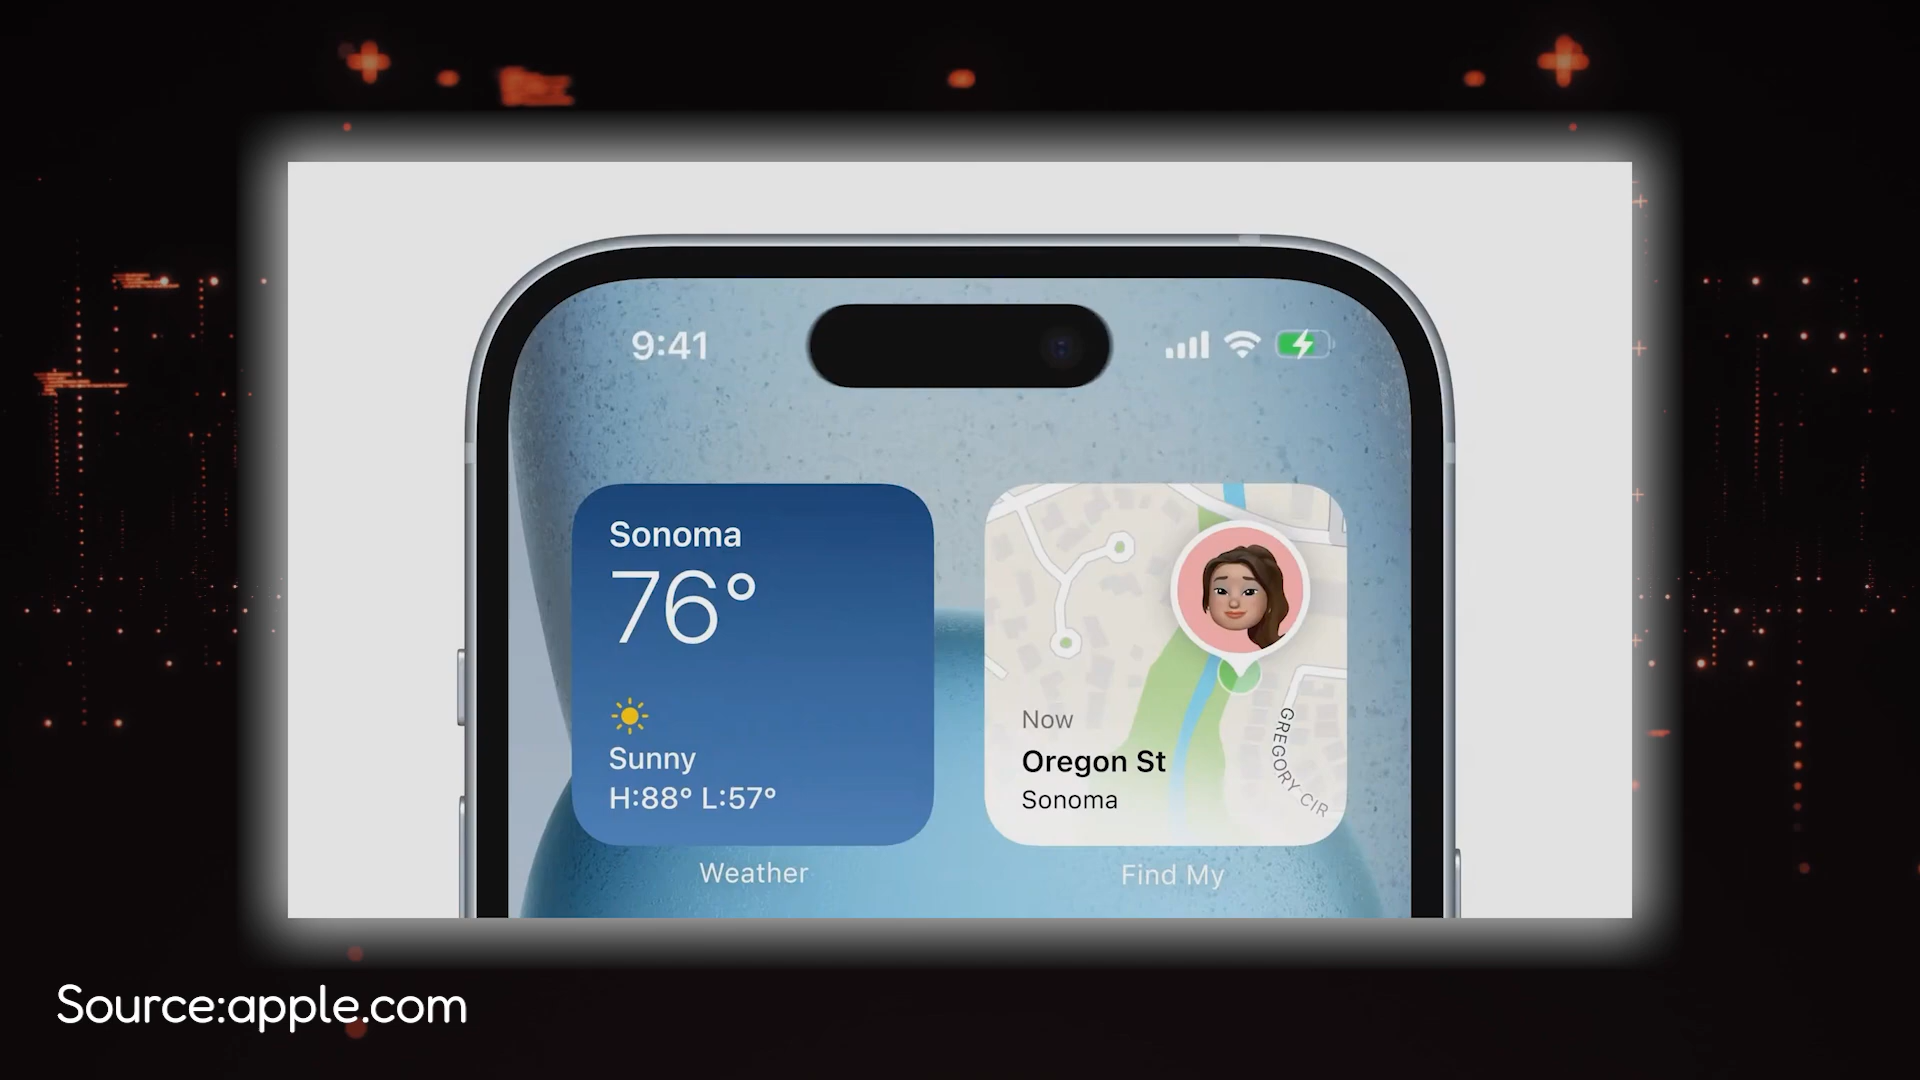 9:41
Sonoma
76°
Sunny
H:88° L:57°
Weather
Now
Oregon St
Sonoma
GREGORY CIR
Find My
Source:apple.com